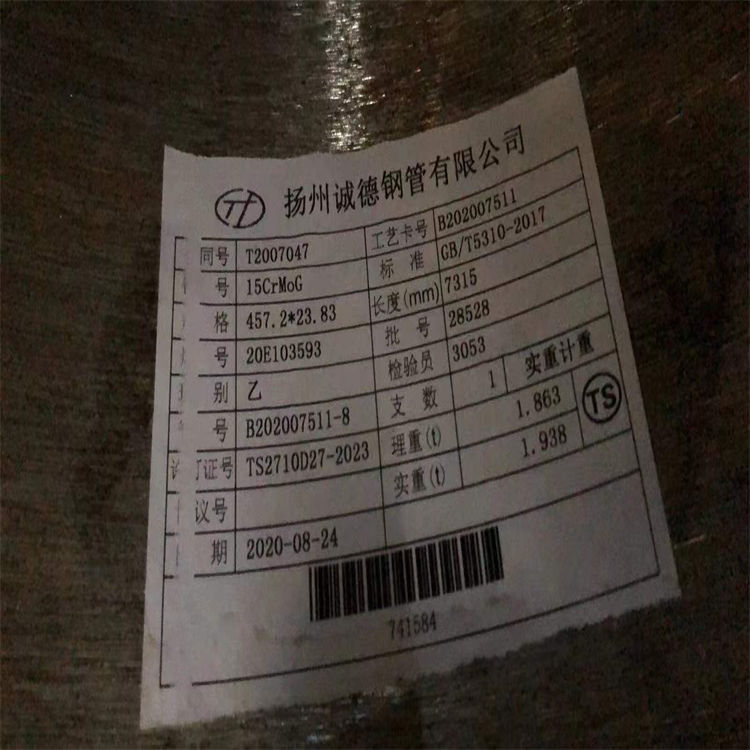 扬州诚德钢管有限公司
同号 T2007047 工艺卡号 B202007511
号 15CrMoG 标 准 GB/T5310-2017
格 457.2*23.83 长度(mm) 7315
号 20E103593 批 号 28528
别 乙 检验员 3053
号 B202007511-8 支 数 1 实重计重
证号 TS2710D27-2023 理重(t) 1.863 TS
议号 实重(t) 1.938
期 2020-08-24
741584